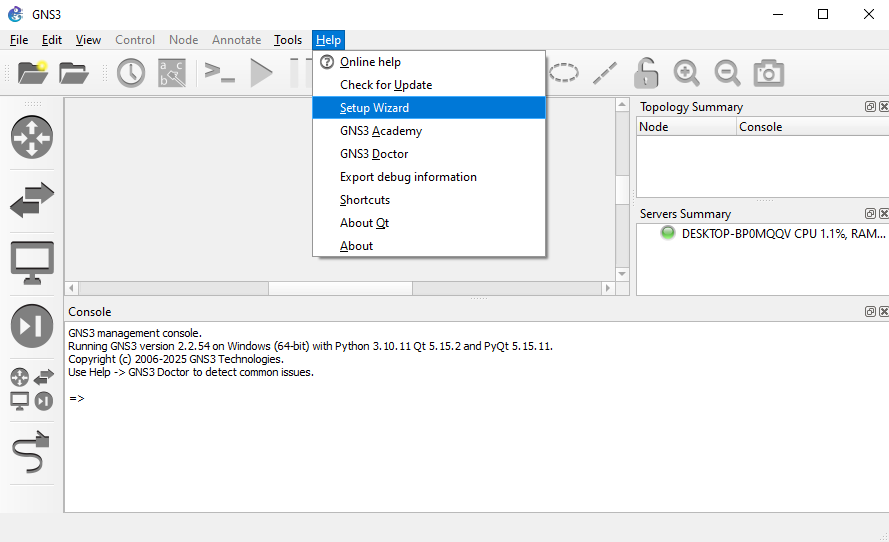 GNS3
File Edit View Control Node Annotate Tools Help
Online help
Check for Update
Setup Wizard
GNS3 Academy
GNS3 Doctor
Export debug information
Shortcuts
About Qt
About
a b
c
Topology Summary
Node Console
Servers Summary
DESKTOP-BP0MQQV CPU 1.1%, RAM...
Console
GNS3 management console.
Running GNS3 version 2.2.54 on Windows (64-bit) with Python 3.10.11 Qt 5.15.2 and PyQt 5.15.11.
Copyright (c) 2006-2025 GNS3 Technologies.
Use Help -> GNS3 Doctor to detect common issues.
=>